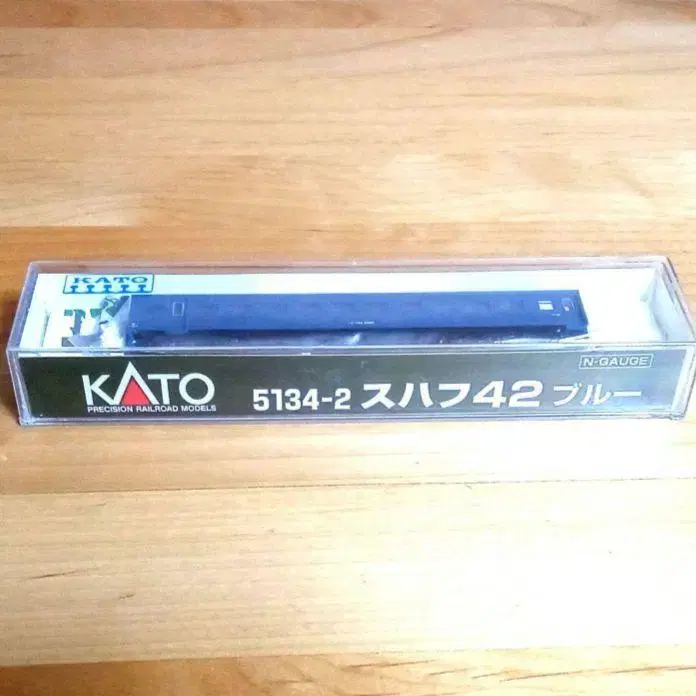 KATO
KATO
PRECISION RAILROAD MODELS
5134-2 スハフ42 ブルー
N-GAUGE